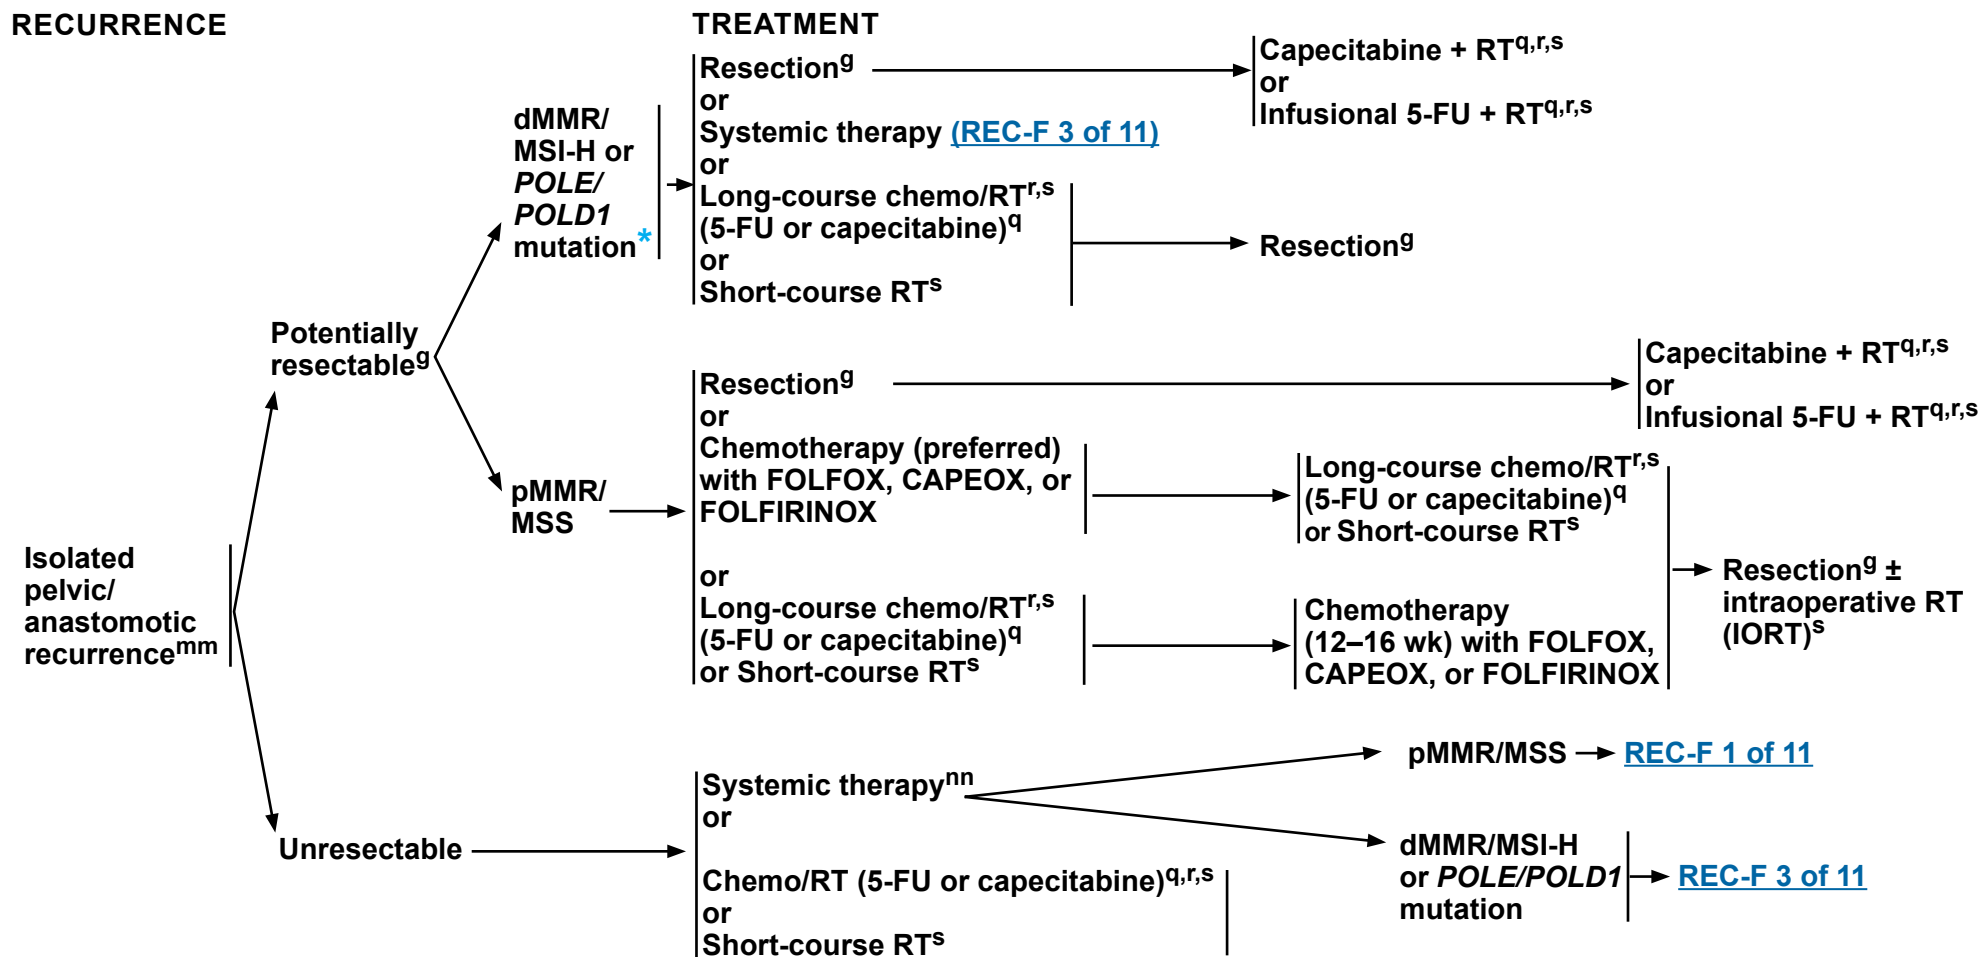 RECURRENCE
TREATMENT
Isolated
pelvic/
anastomotic
recurrencemm
Potentially
resectableg
dMMR/
MSI-H or
POLE/
POLD1
mutation*
Resectiong
or
Systemic therapy (REC-F 3 of 11)
or
Long-course chemo/RTr,s
(5-FU or capecitabine)q
or
Short-course RTs
Capecitabine + RTq,r,s
or
Infusional 5-FU + RTq,r,s
Resectiong
pMMR/
MSS
Resectiong
or
Chemotherapy (preferred)
with FOLFOX, CAPEOX, or
FOLFIRINOX
or
Long-course chemo/RTr,s
(5-FU or capecitabine)q
or Short-course RTs
Capecitabine + RTq,r,s
or
Infusional 5-FU + RTq,r,s
Long-course chemo/RTr,s
(5-FU or capecitabine)q
or Short-course RTs
Chemotherapy
(12–16 wk) with FOLFOX,
CAPEOX, or FOLFIRINOX
Resectiong ±
intraoperative RT
(IORT)s
Unresectable
Systemic therapynn
or
Chemo/RT (5-FU or capecitabine)q,r,s
or
Short-course RTs
pMMR/MSS
REC-F 1 of 11
dMMR/MSI-H
or POLE/POLD1
mutation
REC-F 3 of 11